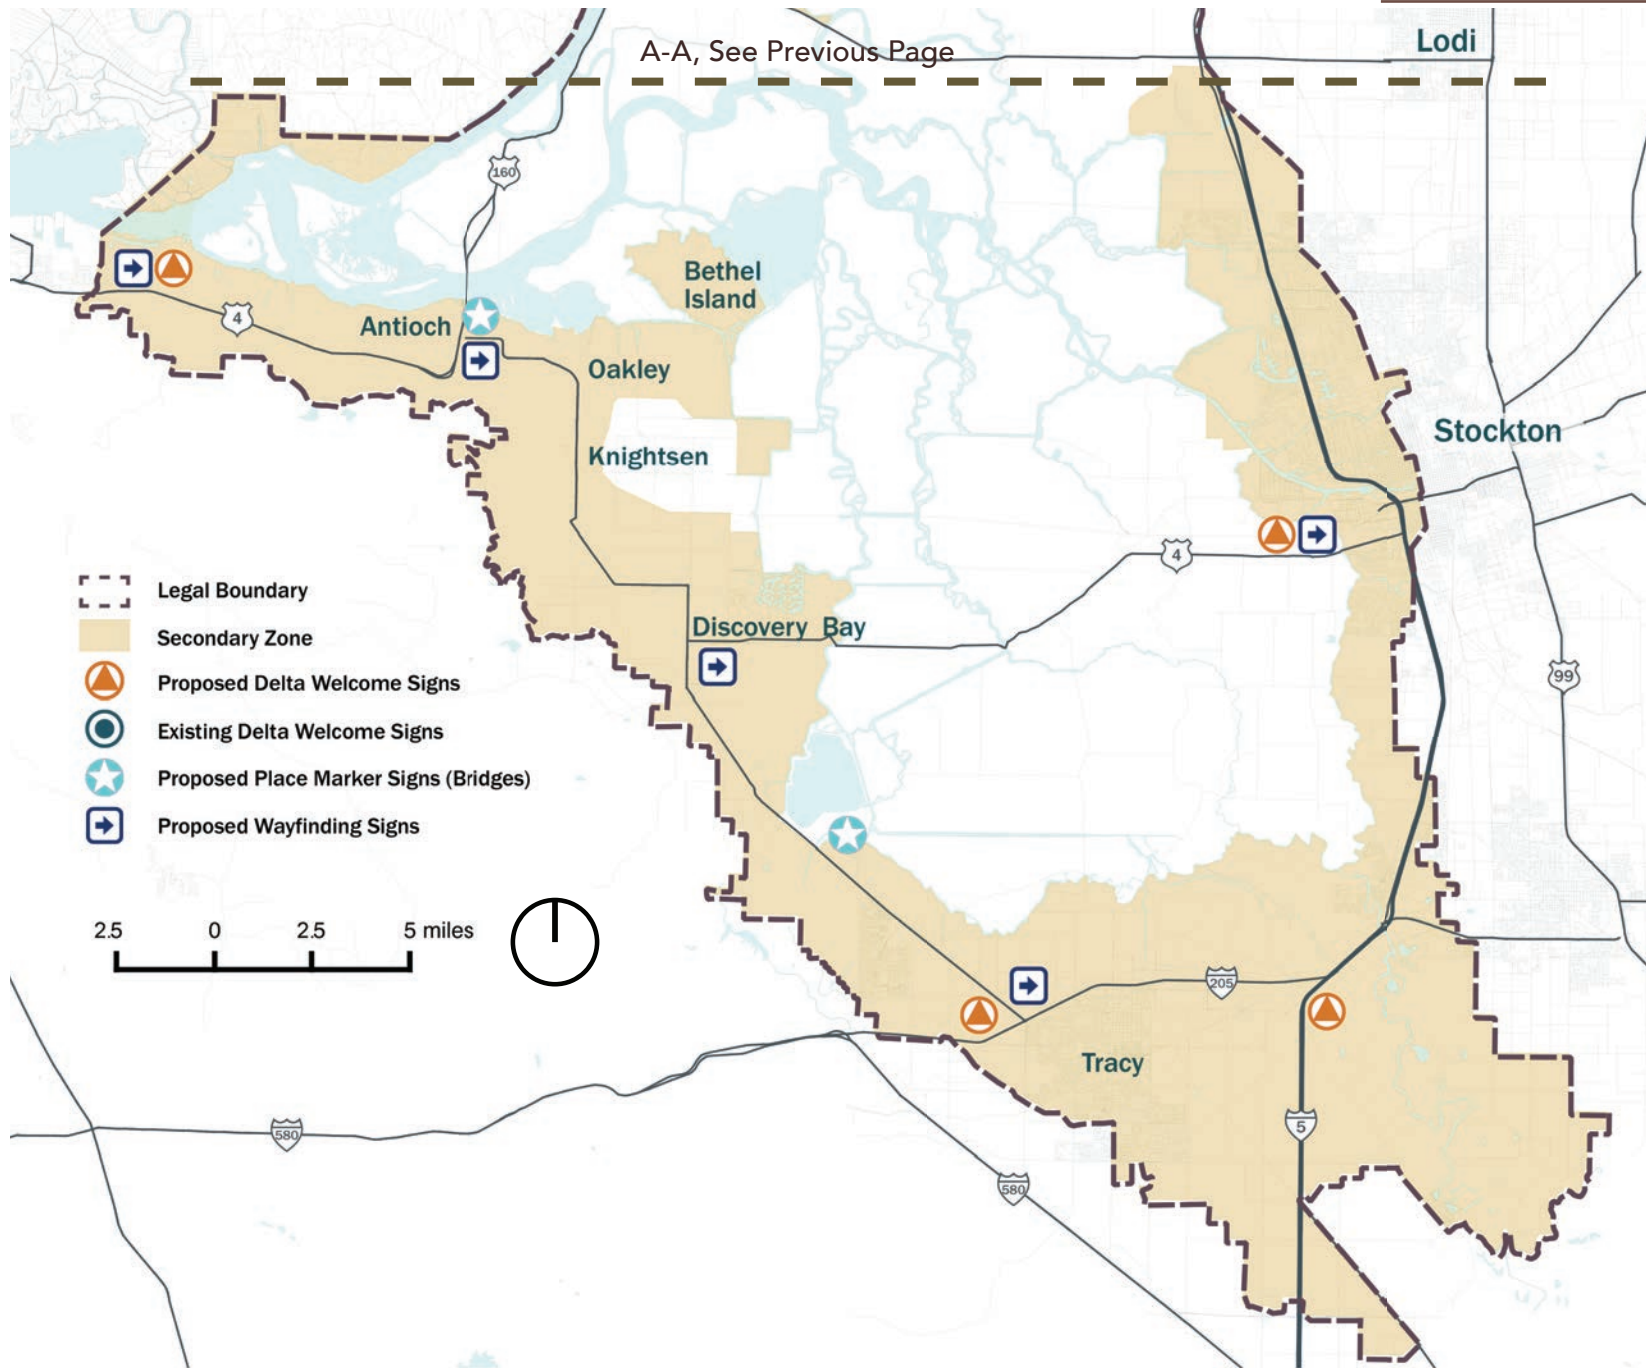 A-A, See Previous Page
Lodi
160
Bethel
Island
4
Antioch
Oakley
Stockton
Knightsen
4
Legal Boundary
Secondary Zone
Proposed Delta Welcome Signs
Existing Delta Welcome Signs
Proposed Place Marker Signs (Bridges)
Proposed Wayfinding Signs
Discovery Bay
99
2.5 0 2.5 5 miles
205
Tracy
580
5
580